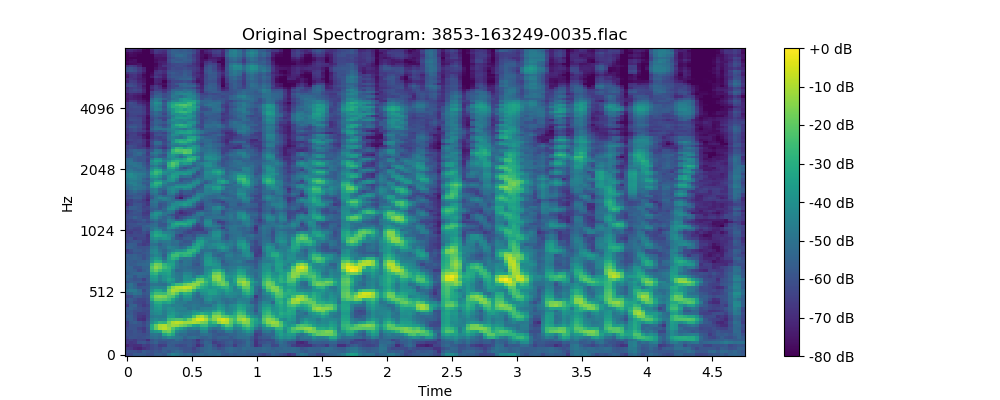 Original Spectrogram: 3853-163249-0035.flac
Hz
4096
2048
1024
512
0
0 0.5 1 1.5 2 2.5 3 3.5 4 4.5
Time
+0 dB
-10 dB
-20 dB
-30 dB
-40 dB
-50 dB
-60 dB
-70 dB
-80 dB